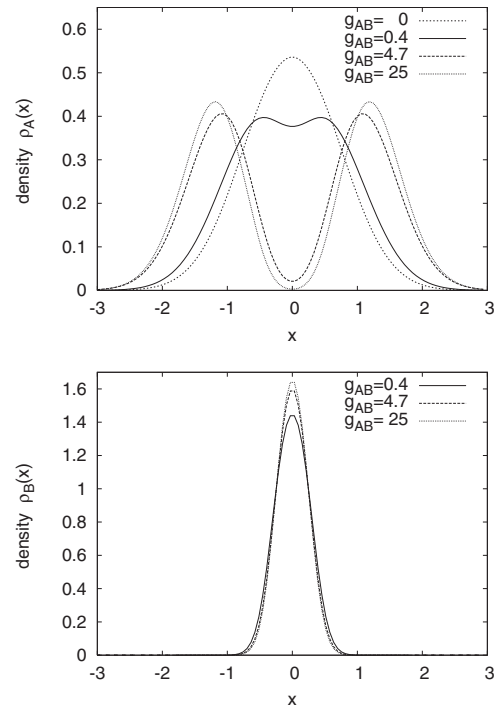 0.6
0.5
0.4
0.3
0.2
0.1
0
density ρA(x)
gAB= 0
gAB=0.4
gAB=4.7
gAB= 25
-3 -2 -1 0 1 2 3
x
1.6
1.4
1.2
1
0.8
0.6
0.4
0.2
0
density ρB(x)
gAB=0.4
gAB=4.7
gAB= 25
-3 -2 -1 0 1 2 3
x